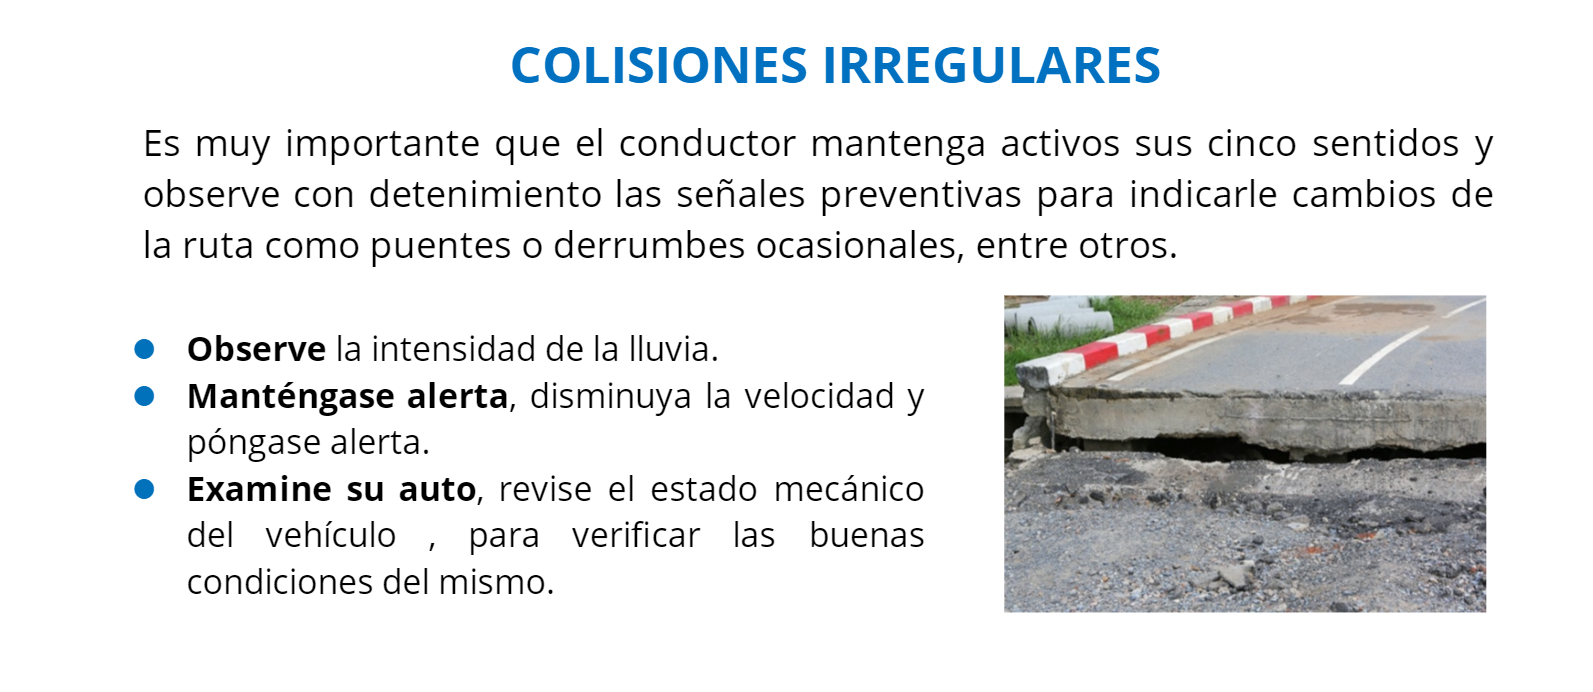 COLISIONES IRREGULARES
Es muy importante que el conductor mantenga activos sus cinco sentidos y
observe con detenimiento las señales preventivas para indicarle cambios de
la ruta como puentes o derrumbes ocasionales, entre otros.
● Observe la intensidad de la lluvia.
● Manténgase alerta, disminuya la velocidad y
póngase alerta.
● Examine su auto, revise el estado mecánico
del vehículo , para verificar las buenas
condiciones del mismo.